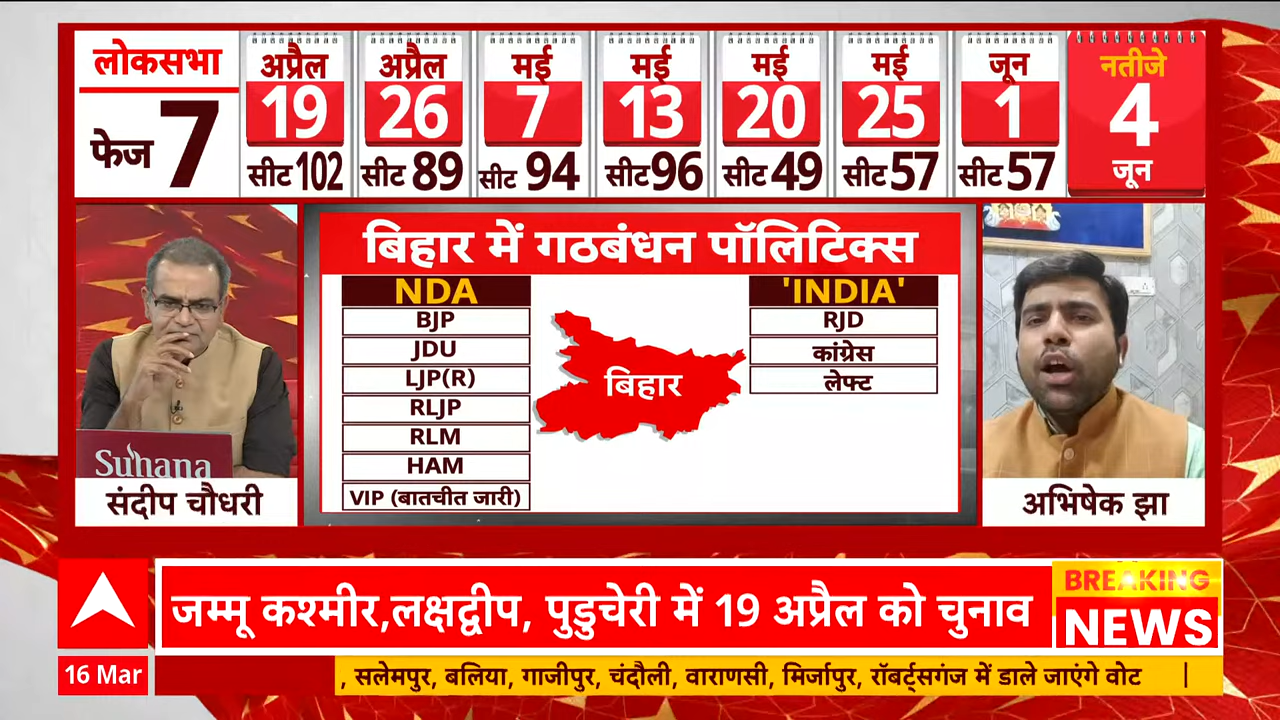 लोकसभा
फेज 7
अप्रैल
19
सीट 102
अप्रैल
26
सीट 89
मई
7
सीट 94
मई
13
सीट 96
मई
20
सीट 49
मई
25
सीट 57
जून
1
सीट 57
नतीजे
4
जून
बिहार में गठबंधन पॉलिटिक्स
NDA
BJP
JDU
LJP(R)
RLJP
RLM
HAM
VIP (बातचीत जारी)
बिहार
'INDIA'
RJD
कांग्रेस
लेफ्ट
Suhana
संदीप चौधरी
अभिषेक झा
जम्मू कश्मीर,लक्षद्वीप, पुडुचेरी में 19 अप्रैल को चुनाव
BREAKING
NEWS
16 Mar
, सलेमपुर, बलिया, गाजीपुर, चंदौली, वाराणसी, मिर्जापुर, रॉबर्ट्सगंज में डाले जाएंगे वोट |